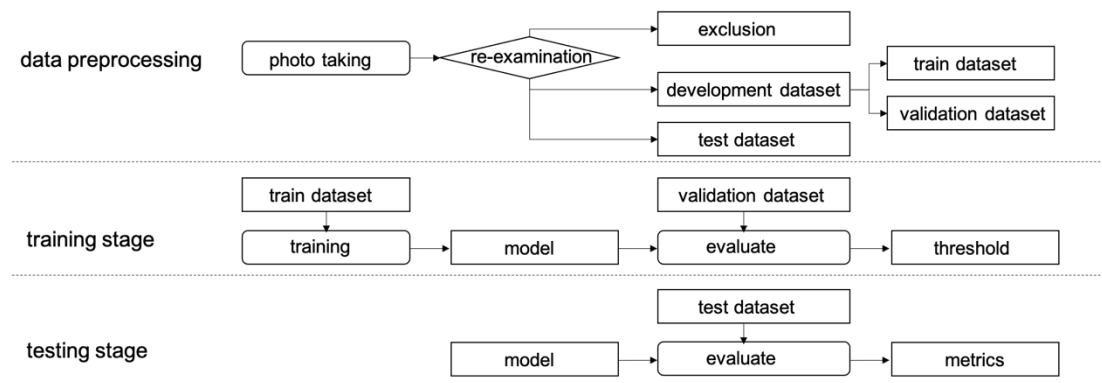 data preprocessing
photo taking
re-examination
exclusion
development dataset
test dataset
train dataset
validation dataset
training stage
train dataset
training
model
validation dataset
evaluate
threshold
testing stage
test dataset
model
evaluate
metrics